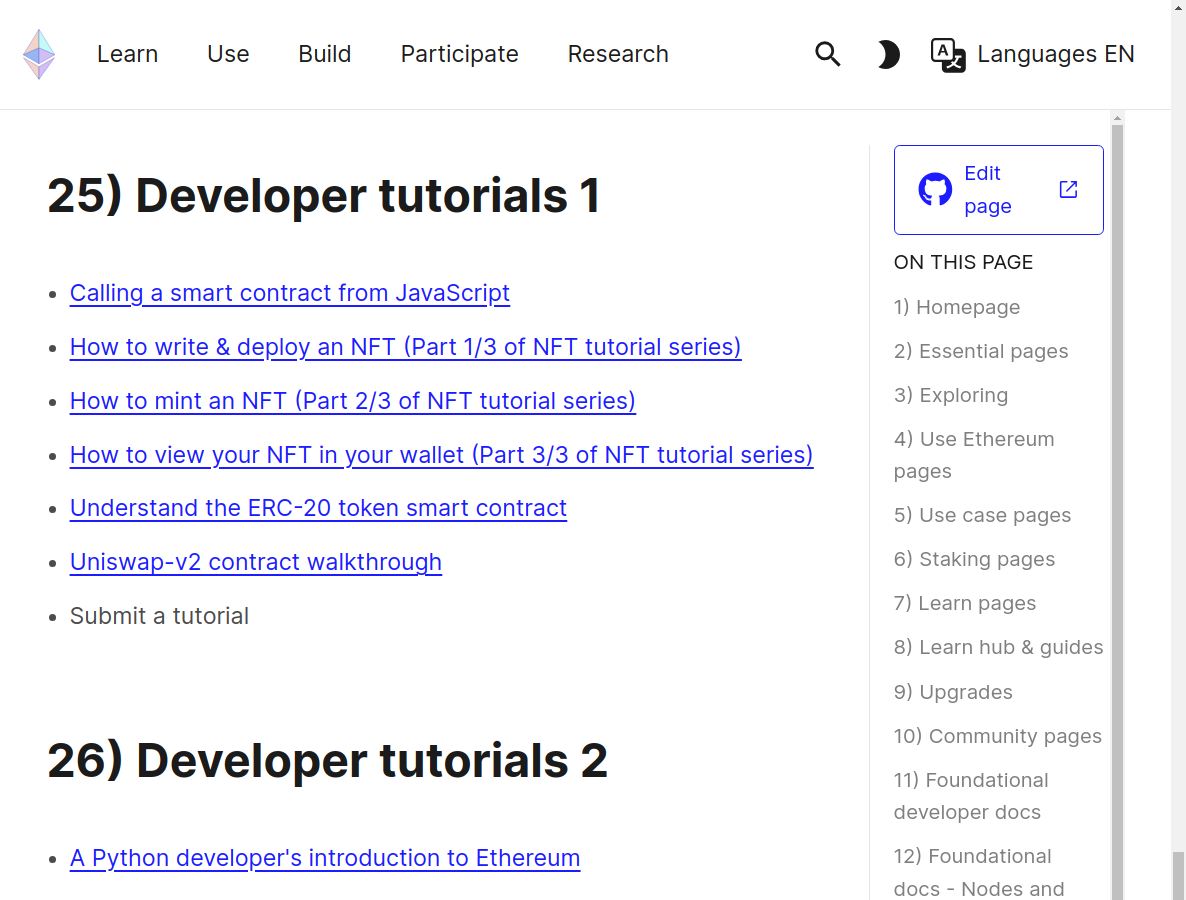 Learn Use Build Participate Research Languages EN
25) Developer tutorials 1
Calling a smart contract from JavaScript
How to write & deploy an NFT (Part 1/3 of NFT tutorial series)
How to mint an NFT (Part 2/3 of NFT tutorial series)
How to view your NFT in your wallet (Part 3/3 of NFT tutorial series)
Understand the ERC-20 token smart contract
Uniswap-v2 contract walkthrough
Submit a tutorial
26) Developer tutorials 2
A Python developer's introduction to Ethereum
Edit
page
ON THIS PAGE
1) Homepage
2) Essential pages
3) Exploring
4) Use Ethereum
pages
5) Use case pages
6) Staking pages
7) Learn pages
8) Learn hub & guides
9) Upgrades
10) Community pages
11) Foundational
developer docs
12) Foundational
docs - Nodes and